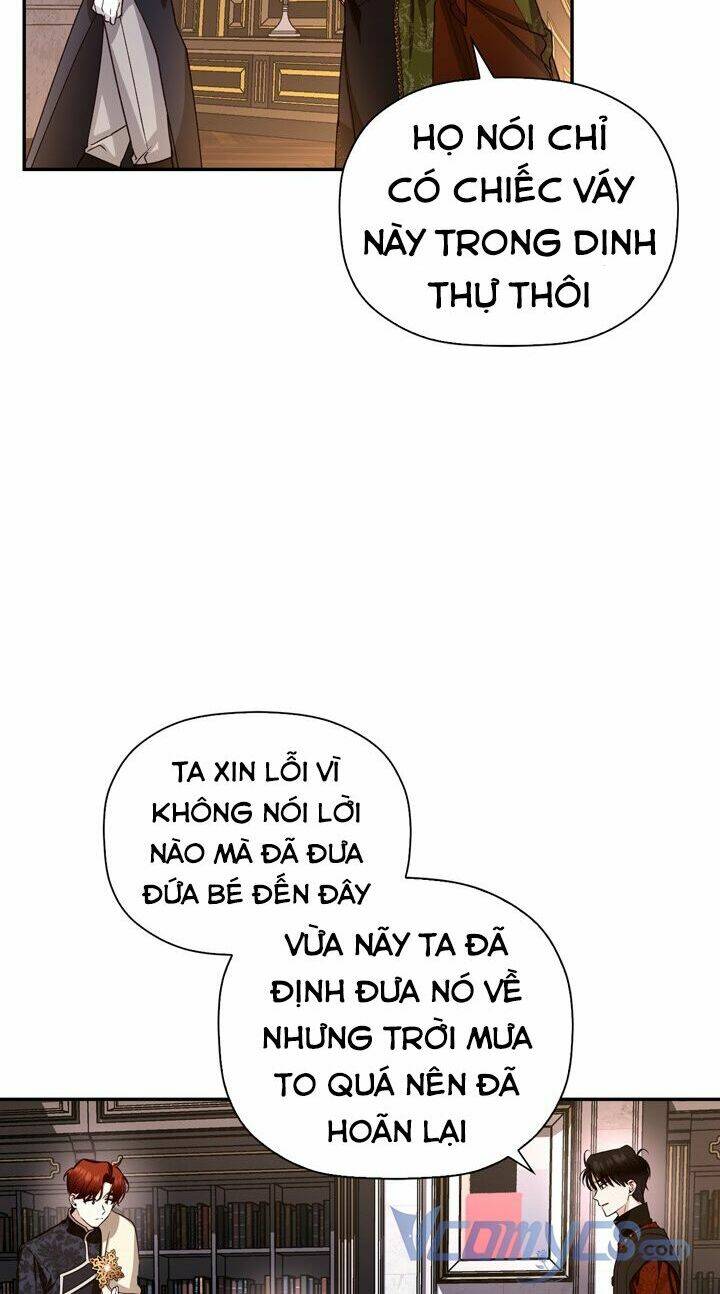 HỌ NÓI CHỈ
CÓ CHIẾC VÁY
NÀY TRONG DINH
THỰ THÔI
TA XIN LỖI VÌ
KHÔNG NÓI LỜI
NÀO MÀ ĐÃ ĐƯA
ĐỨA BÉ ĐẾN ĐÂY
VỪA NÃY TA ĐÃ
ĐỊNH ĐƯA NÓ VỀ
NHƯNG TRỜI MƯA
TO QUÁ NÊN ĐÃ
HOÃN LẠI
VCOMYCS.COM